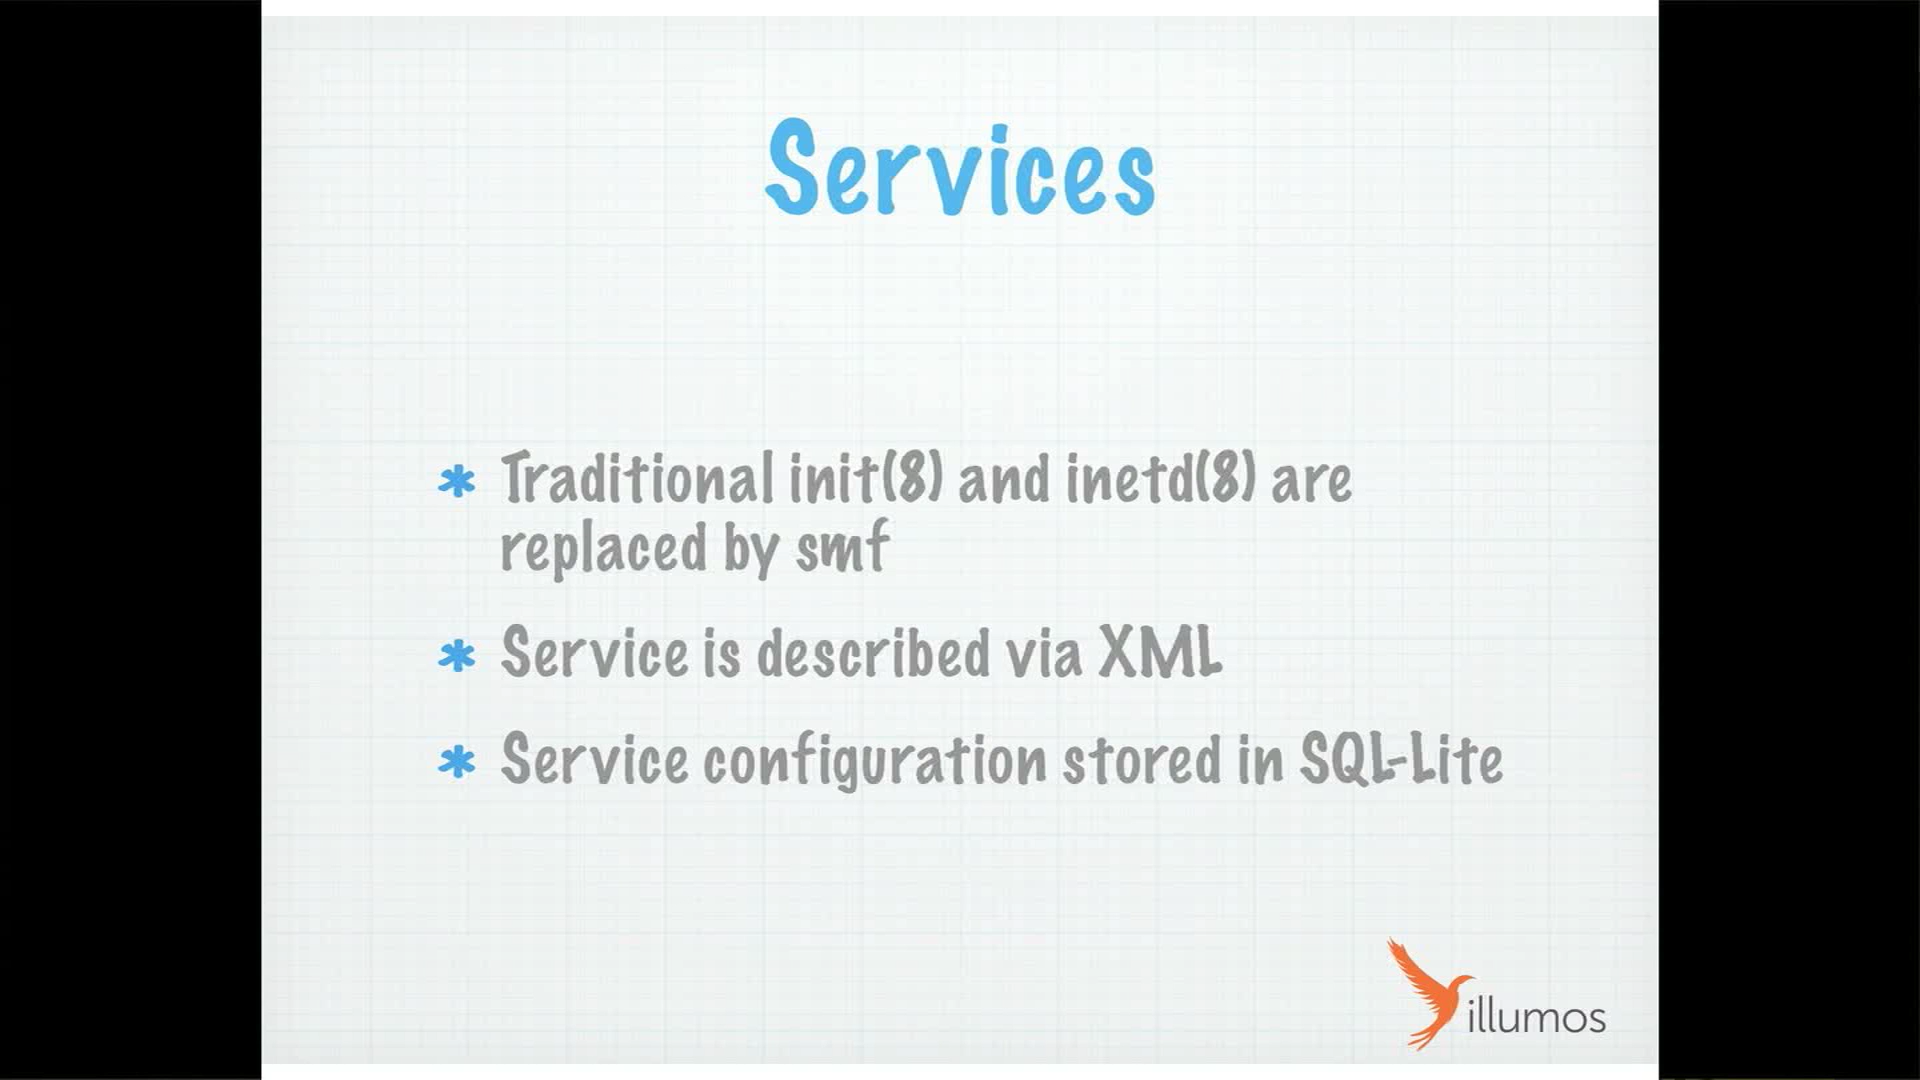 Services
* Traditional init(8) and inetd(8) are
replaced by smf
* Service is described via XML
* Service configuration stored in SQL-Lite
illumos